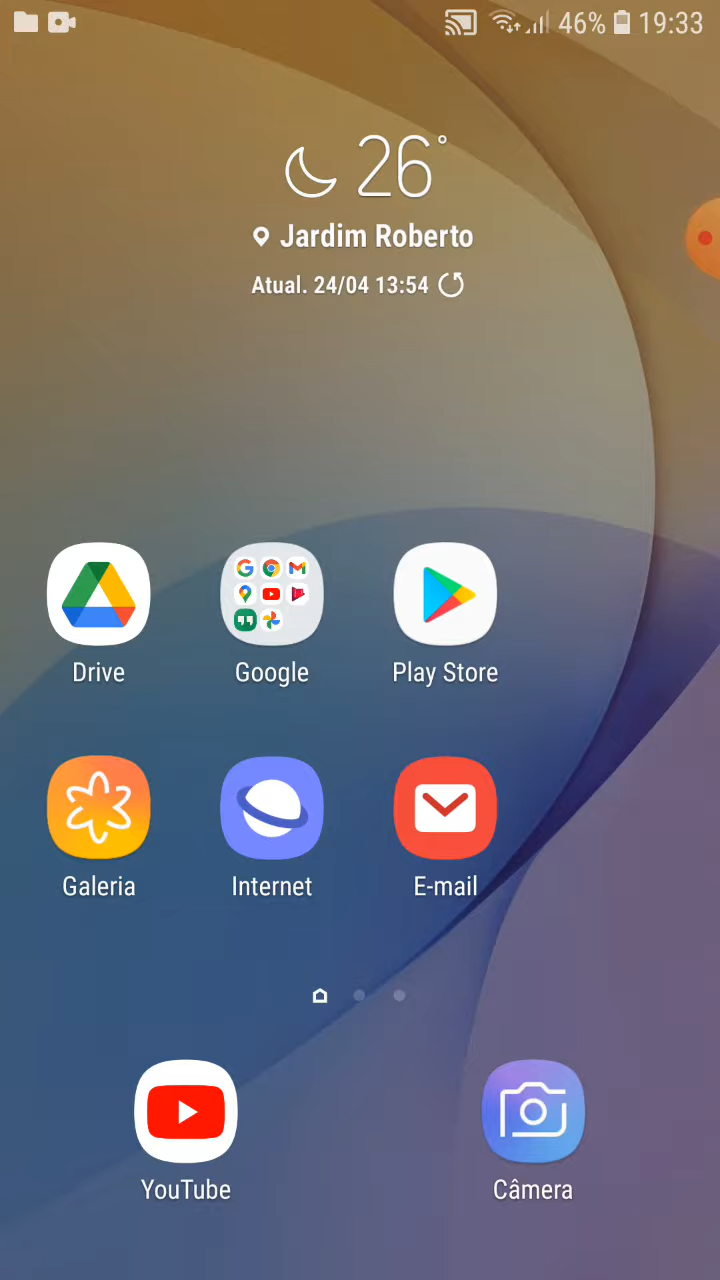 46% 19:33
26°
Jardim Roberto
Atual. 24/04 13:54
Drive Google Play Store
Galeria Internet E-mail
YouTube Câmera